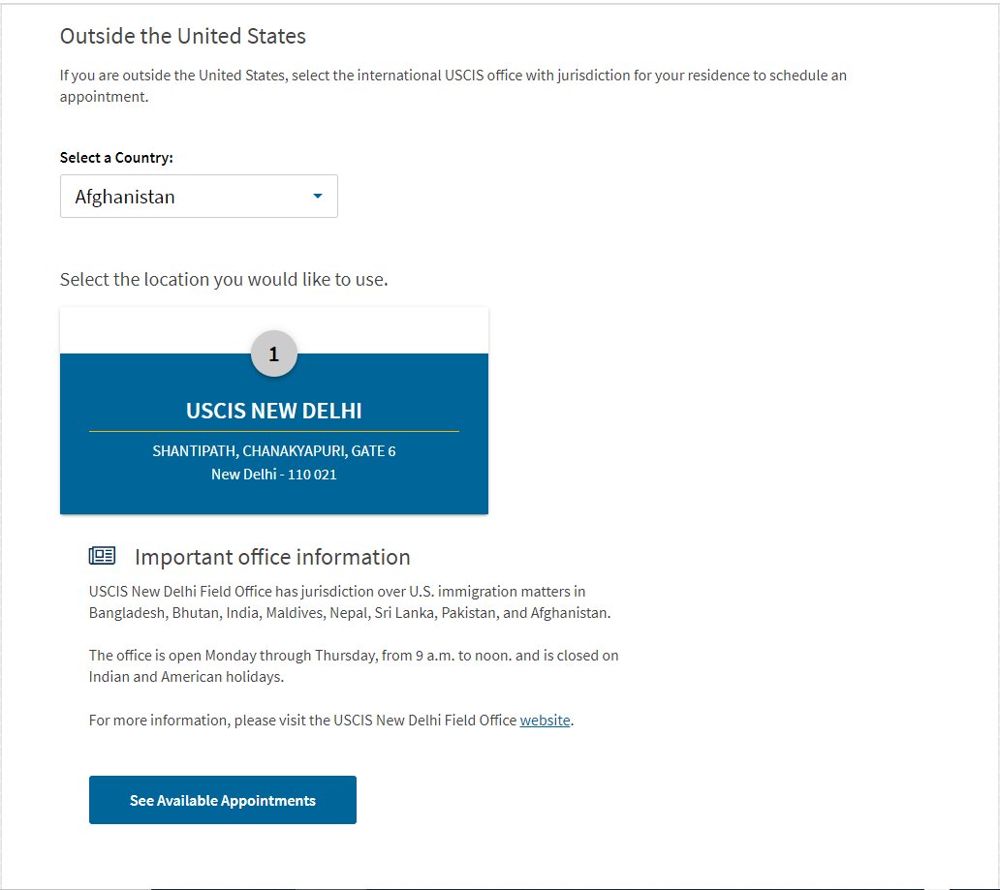 Outside the United States
If you are outside the United States, select the international USCIS office with jurisdiction for your residence to schedule an
appointment.
Select a Country:
Afghanistan
Select the location you would like to use.
1
USCIS NEW DELHI
SHANTIPATH, CHANAKYAPURI, GATE 6
New Delhi - 110 021
Important office information
USCIS New Delhi Field Office has jurisdiction over U.S. immigration matters in
Bangladesh, Bhutan, India, Maldives, Nepal, Sri Lanka, Pakistan, and Afghanistan.
The office is open Monday through Thursday, from 9 a.m. to noon. and is closed on
Indian and American holidays.
For more information, please visit the USCIS New Delhi Field Office website.
See Available Appointments